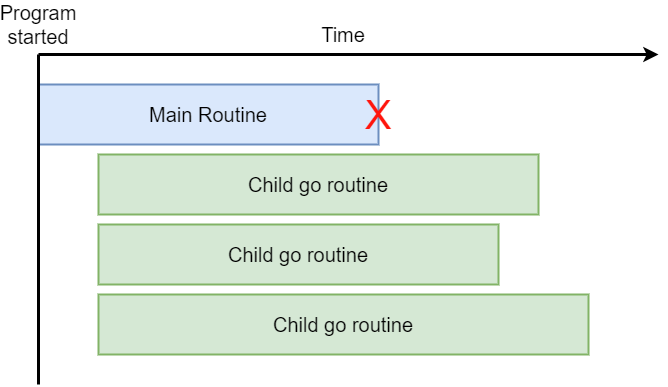 Program
started
Time
Main Routine
X
Child go routine
Child go routine
Child go routine